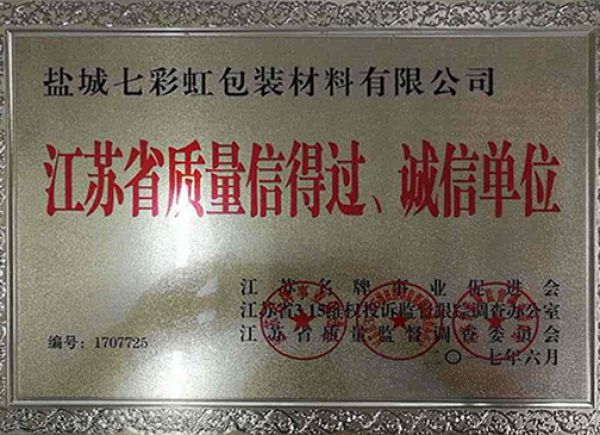 盐城七彩虹包装材料有限公司
江苏省质量信得过、诚信单位
江苏名牌事业促进会
江苏省3.15维权投诉监督跟踪调查办公室
江苏省质量监督调查委员会
编号：1707725
二〇一七年六月